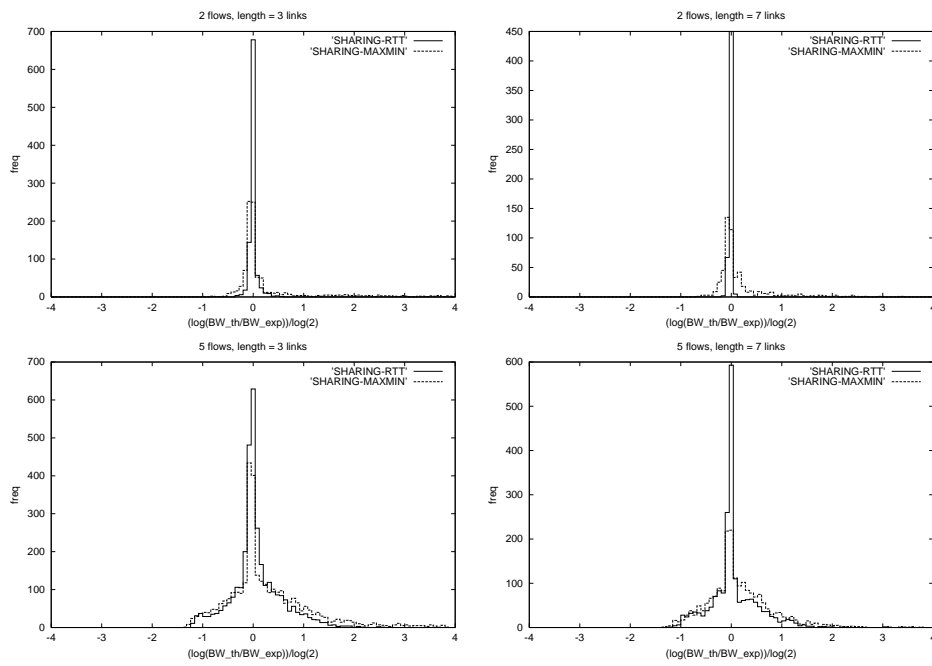 2 flows, length = 3 links
700
600
500
400
300
200
100
0
freq
'SHARING-RTT'
'SHARING-MAXMIN'
-4 -3 -2 -1 0 1 2 3 4
(log(BW_th/BW_exp))/log(2)
2 flows, length = 7 links
450
400
350
300
250
200
150
100
50
0
freq
'SHARING-RTT'
'SHARING-MAXMIN'
-4 -3 -2 -1 0 1 2 3 4
(log(BW_th/BW_exp))/log(2)
5 flows, length = 3 links
700
600
500
400
300
200
100
0
freq
'SHARING-RTT'
'SHARING-MAXMIN'
-4 -3 -2 -1 0 1 2 3 4
(log(BW_th/BW_exp))/log(2)
5 flows, length = 7 links
600
500
400
300
200
100
0
freq
'SHARING-RTT'
'SHARING-MAXMIN'
-4 -3 -2 -1 0 1 2 3 4
(log(BW_th/BW_exp))/log(2)